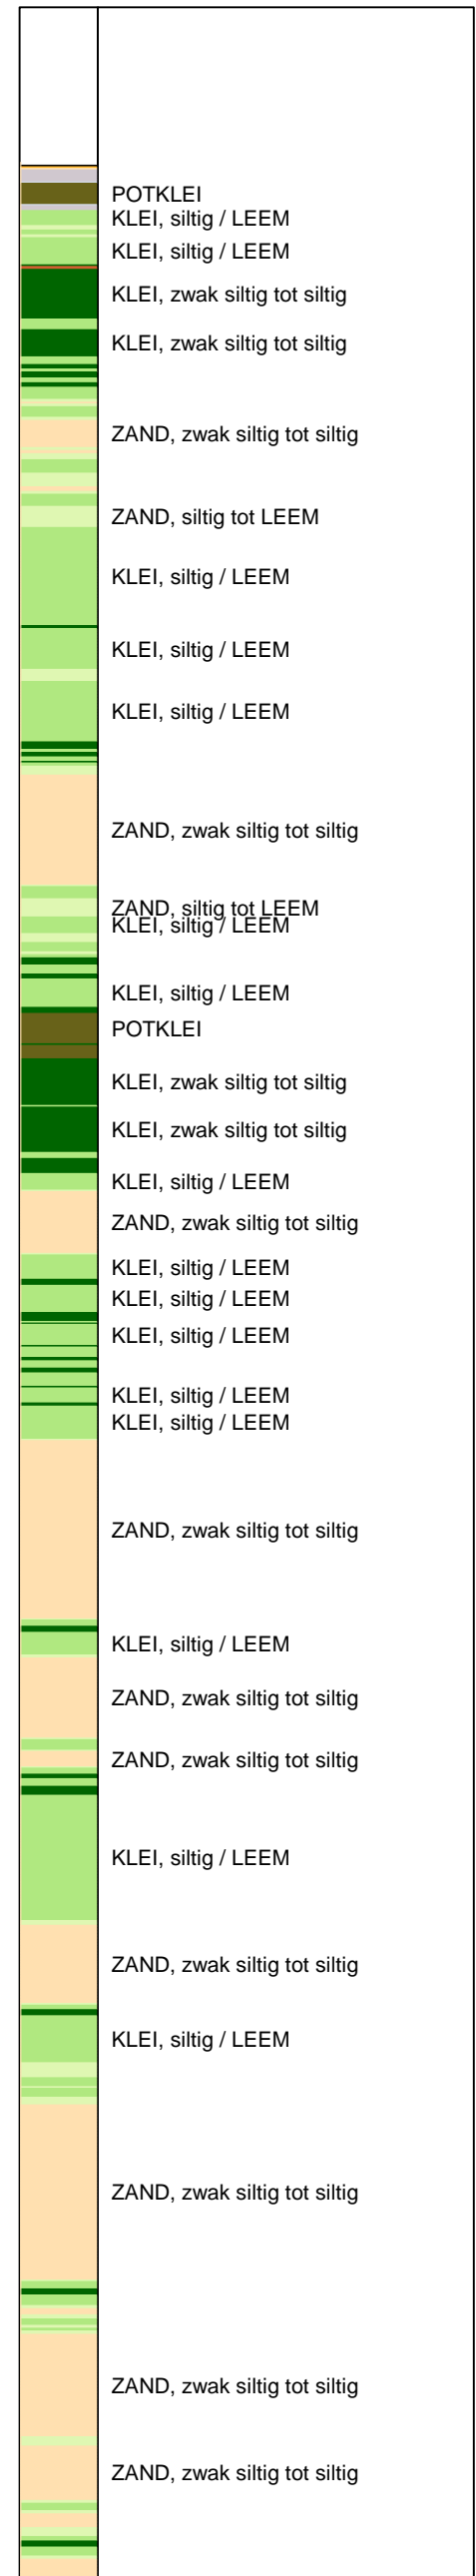 POTKLEI
KLEI, siltig / LEEM
KLEI, siltig / LEEM
KLEI, zwak siltig tot siltig
KLEI, zwak siltig tot siltig
ZAND, zwak siltig tot siltig
ZAND, siltig tot LEEM
KLEI, siltig / LEEM
KLEI, siltig / LEEM
KLEI, siltig / LEEM
ZAND, zwak siltig tot siltig
ZAND, siltig tot LEEM
KLEI, siltig / LEEM
KLEI, siltig / LEEM
POTKLEI
KLEI, zwak siltig tot siltig
KLEI, zwak siltig tot siltig
KLEI, siltig / LEEM
ZAND, zwak siltig tot siltig
KLEI, siltig / LEEM
KLEI, siltig / LEEM
KLEI, siltig / LEEM
KLEI, siltig / LEEM
KLEI, siltig / LEEM
ZAND, zwak siltig tot siltig
KLEI, siltig / LEEM
ZAND, zwak siltig tot siltig
ZAND, zwak siltig tot siltig
KLEI, siltig / LEEM
ZAND, zwak siltig tot siltig
KLEI, siltig / LEEM
ZAND, zwak siltig tot siltig
ZAND, zwak siltig tot siltig
ZAND, zwak siltig tot siltig